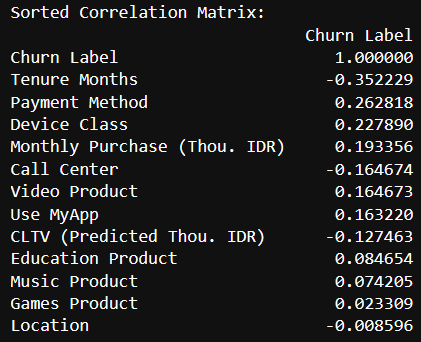 Sorted Correlation Matrix:
Churn Label
Churn Label 1.000000
Tenure Months -0.352229
Payment Method 0.262818
Device Class 0.227890
Monthly Purchase (Thou. IDR) 0.193356
Call Center -0.164674
Video Product 0.164673
Use MyApp 0.163220
CLTV (Predicted Thou. IDR) -0.127463
Education Product 0.084654
Music Product 0.074205
Games Product 0.023309
Location -0.008596